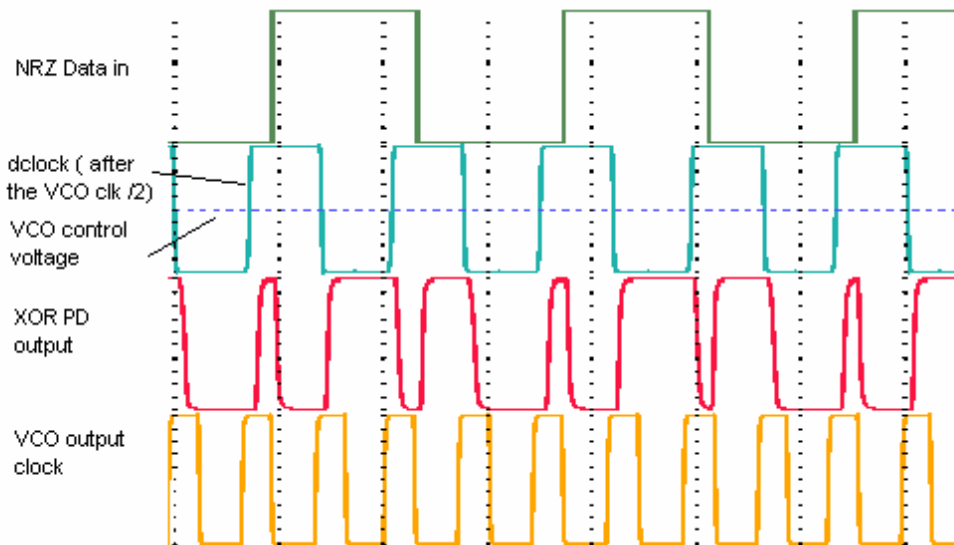 NRZ Data in
dclock ( after
the VCO clk /2)
VCO control
voltage
XOR PD
output
VCO output
clock